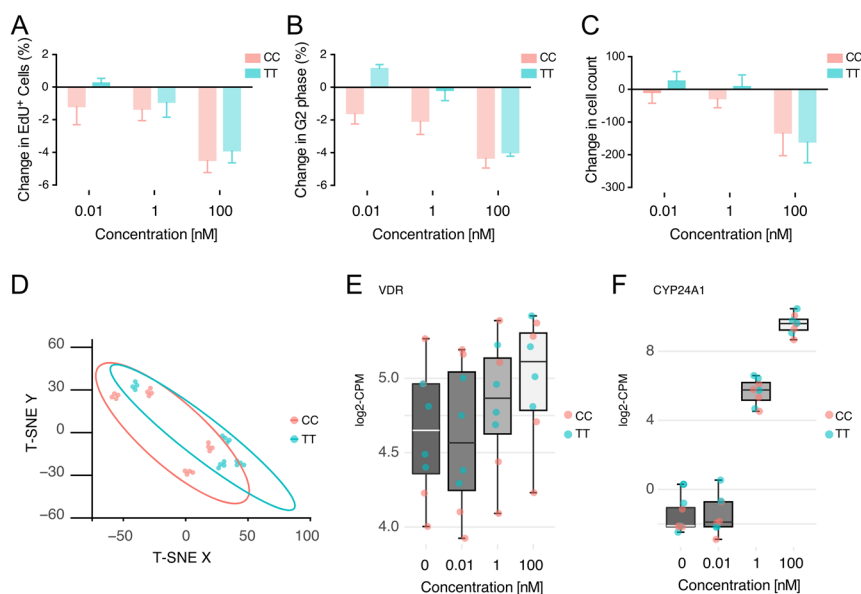 A
Change in EdU+ Cells (%)
2
0
-2
-4
-6
0.01
1
100
Concentration [nM]
CC
TT
B
Change in G2 phase (%)
2
0
-2
-4
-6
0.01
1
100
Concentration [nM]
CC
TT
C
Change in cell count
100
0
-100
-200
-300
0.01
1
100
Concentration [nM]
CC
TT
D
T-SNE Y
60
30
0
−30
−60
−50
0
50
100
T-SNE X
CC
TT
E
VDR
log2-CPM
5.0
4.5
4.0
0
0.01
1
100
Concentration [nM]
CC
TT
F
CYP24A1
log2-CPM
8
4
0
0
0.01
1
100
Concentration [nM]
CC
TT